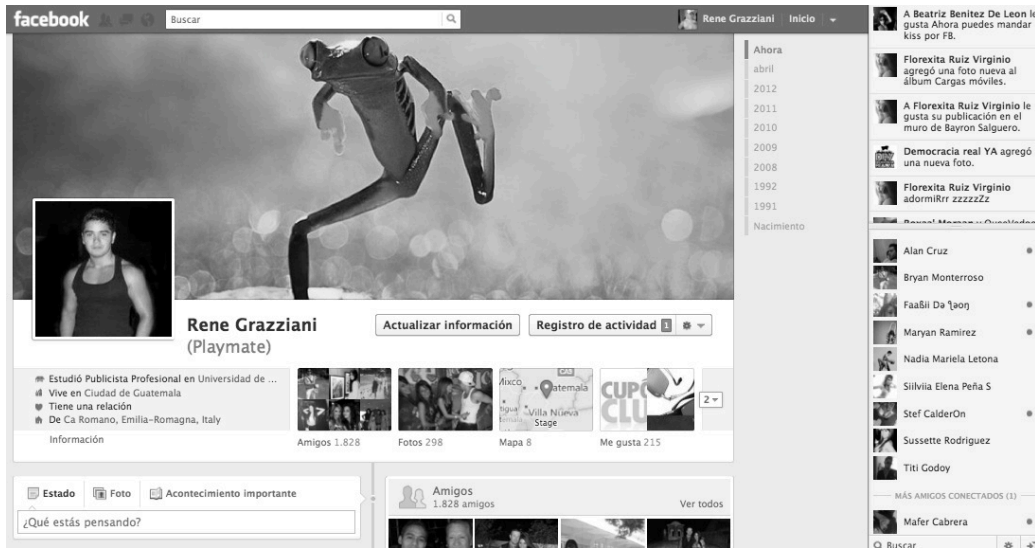 facebook
Buscar
Rene Grazziani
Inicio
Ahora
abril
2012
2011
2010
2009
2008
1992
1991
Nacimiento
Rene Grazziani
(Playmate)
Actualizar información
Registro de actividad 1
Estudió Publicista Profesional en Universidad de ...
Vive en Ciudad de Guatemala
Tiene una relación
De Ca Romano, Emilia-Romagna, Italy
Información
Mixco
atemala
Villa Nueva
Stage
CUPO
CLU
2
Amigos 1.828
Fotos 298
Mapa 8
Me gusta 215
Estado
Foto
Acontecimiento importante
¿Qué estás pensando?
Amigos
1.828 amigos
Ver todos
A Beatriz Benitez De Leon le
gusta Ahora puedes mandar
kiss por FB.
Florexita Ruiz Virginio
agregó una foto nueva al
álbum Cargas móviles.
A Florexita Ruiz Virginio le
gusta su publicación en el
muro de Bayron Salguero.
Democracia real YA agregó
una nueva foto.
Florexita Ruiz Virginio
adormiRrr zzzzzZz
Alan Cruz
Bryan Monterroso
Maryan Ramirez
Nadia Mariela Letona
Siilviia Elena Peña S
Stef CalderOn
Sussette Rodriguez
Titi Godoy
MÁS AMIGOS CONECTADOS (1)
Mafer Cabrera
Buscar